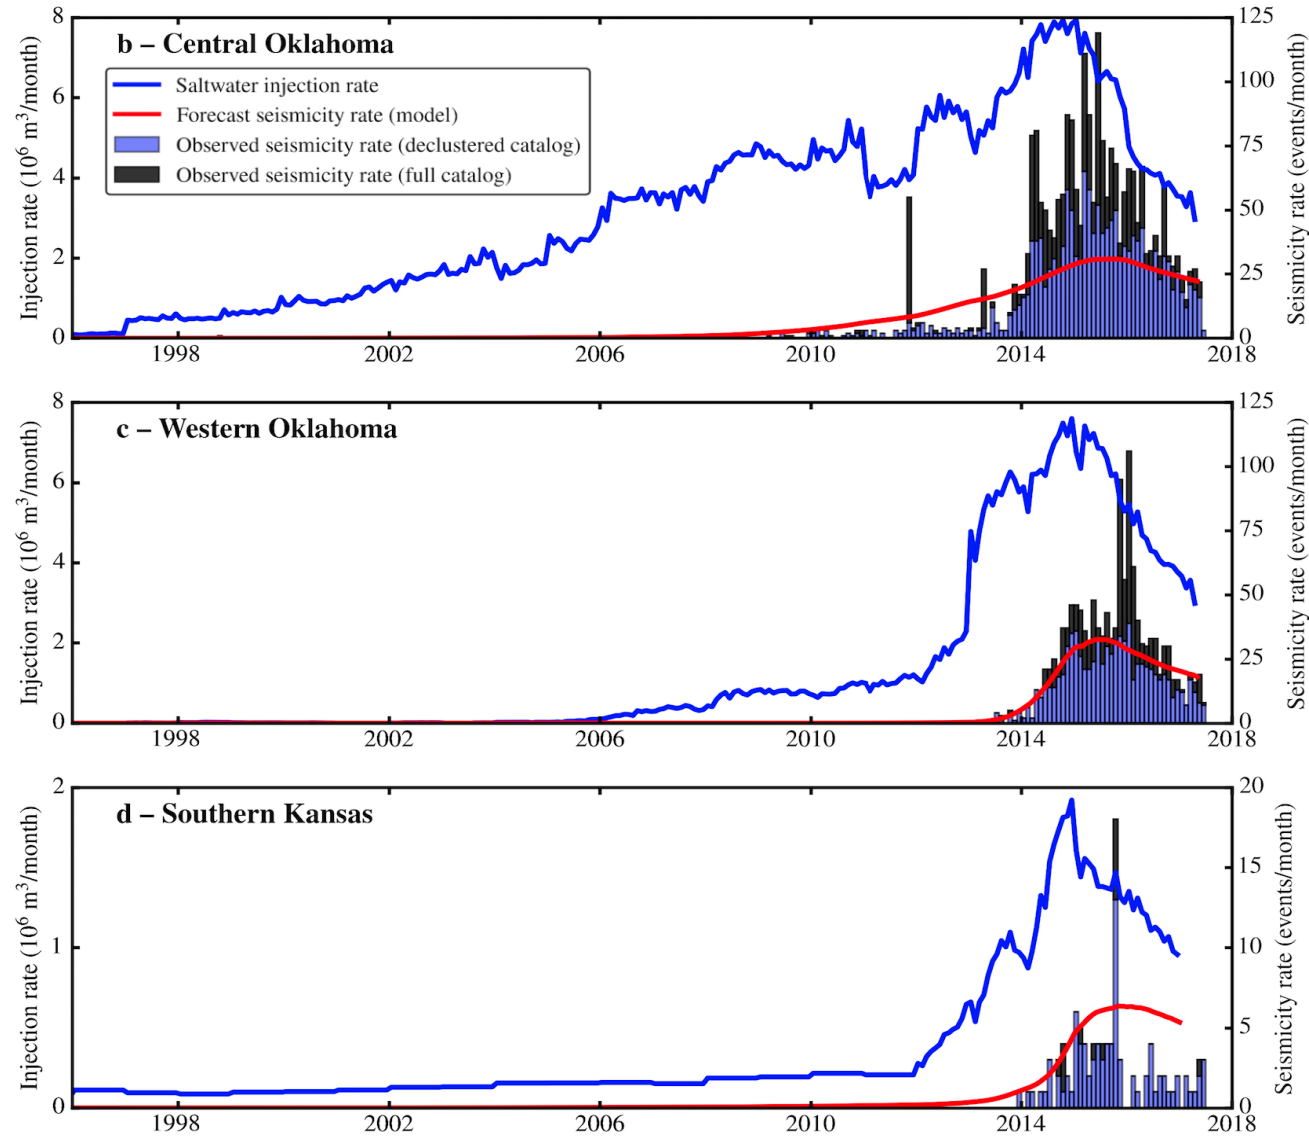 b – Central Oklahoma
Saltwater injection rate
Forecast seismicity rate (model)
Observed seismicity rate (declustered catalog)
Observed seismicity rate (full catalog)
Injection rate (10⁶ m³/month)
8
6
4
2
0
Seismicity rate (events/month)
125
100
75
50
25
0
1998 2002 2006 2010 2014 2018
c – Western Oklahoma
Injection rate (10⁶ m³/month)
8
6
4
2
0
Seismicity rate (events/month)
125
100
75
50
25
0
1998 2002 2006 2010 2014 2018
d – Southern Kansas
Injection rate (10⁶ m³/month)
2
1
0
Seismicity rate (events/month)
20
15
10
5
0
1998 2002 2006 2010 2014 2018